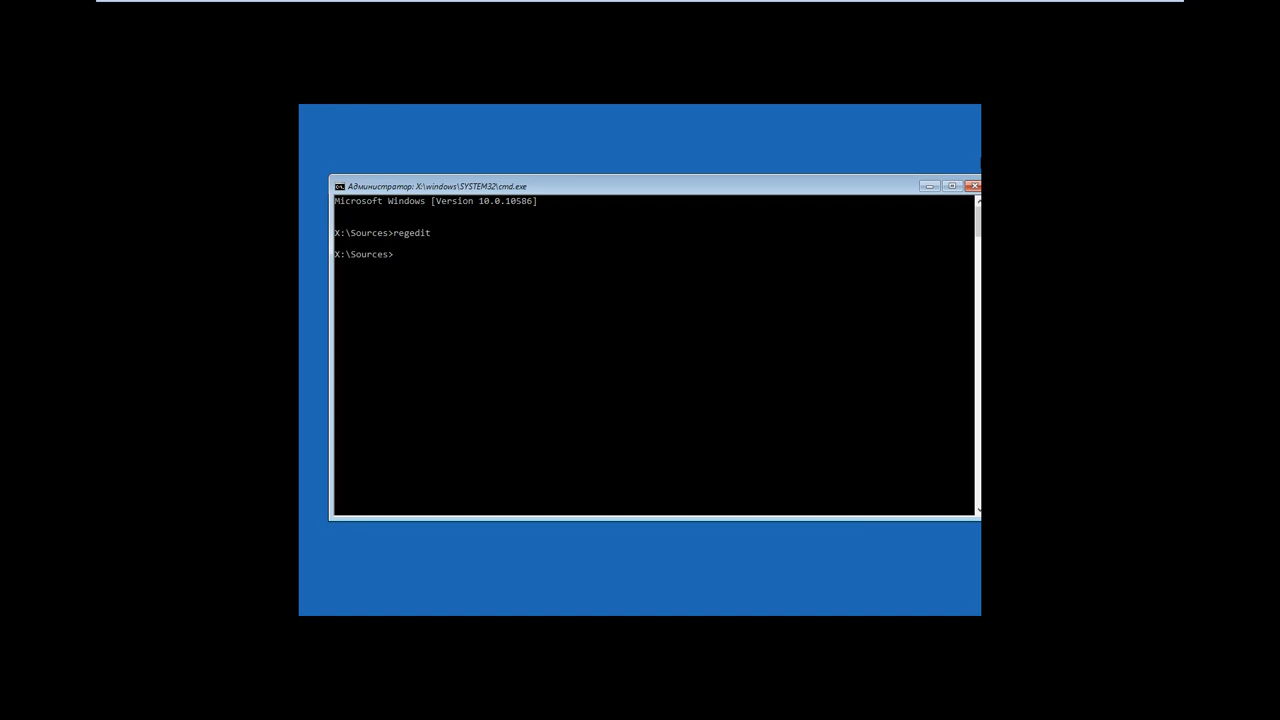 Администратор: X:\windows\SYSTEM32\cmd.exe
Microsoft Windows [Version 10.0.10586]
X:\Sources>regedit
X:\Sources>